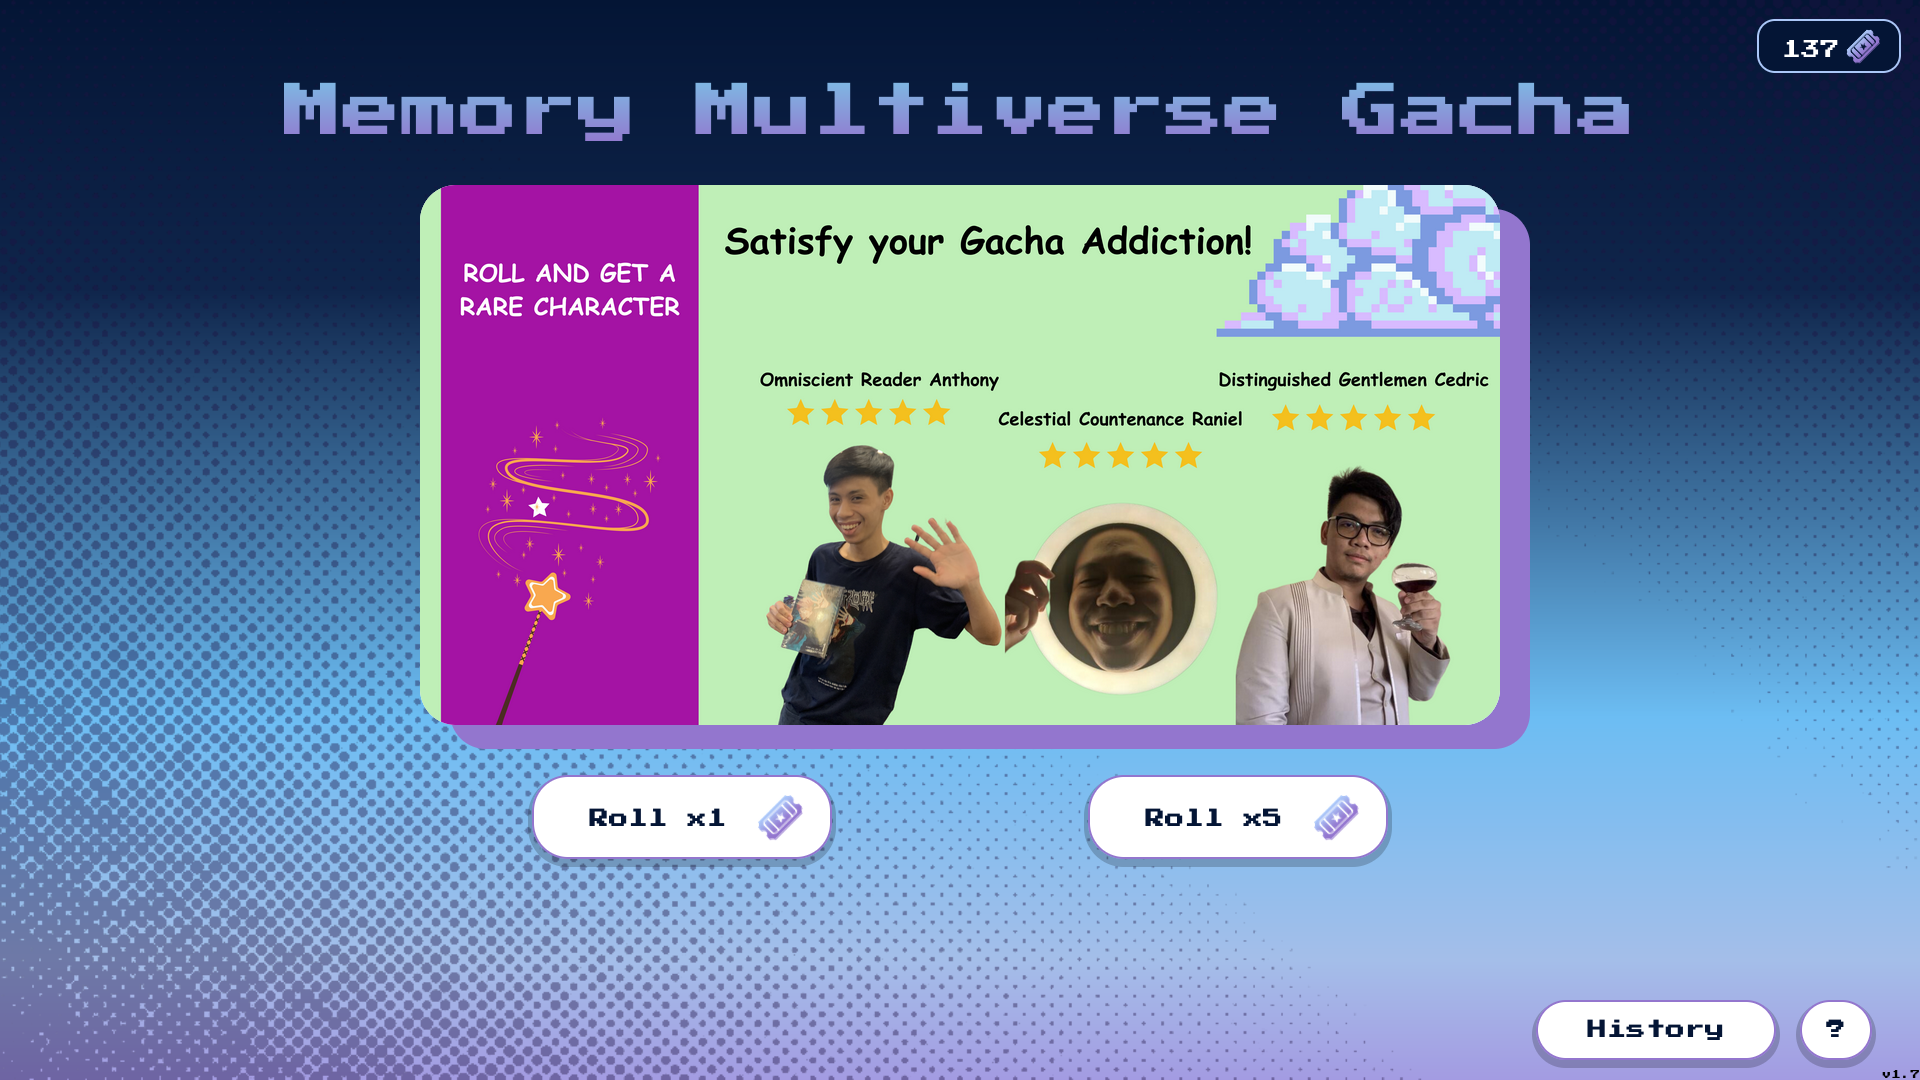 137
Memory Multiverse Gacha
ROLL AND GET A
RARE CHARACTER
Satisfy your Gacha Addiction!
Omniscient Reader Anthony
Celestial Countenance Raniel
Distinguished Gentlemen Cedric
Roll x1
Roll x5
History
?
v1.7